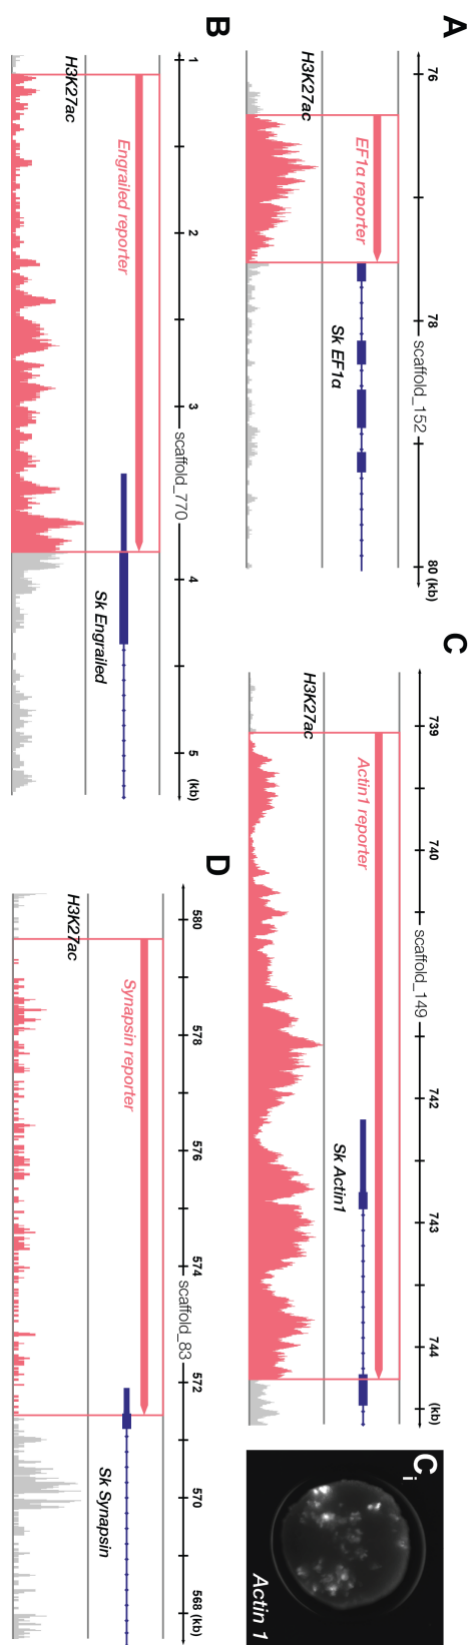 A
76
78
scaffold_152
80 (kb)
EF1α reporter
Sk EF1α
H3K27ac
B
1
2
3
scaffold_770
4
5
(kb)
Engrailed reporter
Sk Engrailed
H3K27ac
C
739
740
scaffold_149
742
743
744
(kb)
Actin1 reporter
Sk Actin1
H3K27ac
Ci
Actin 1
D
580
578
576
574
scaffold_83
572
570
568 (kb)
Synapsin reporter
Sk Synapsin
H3K27ac